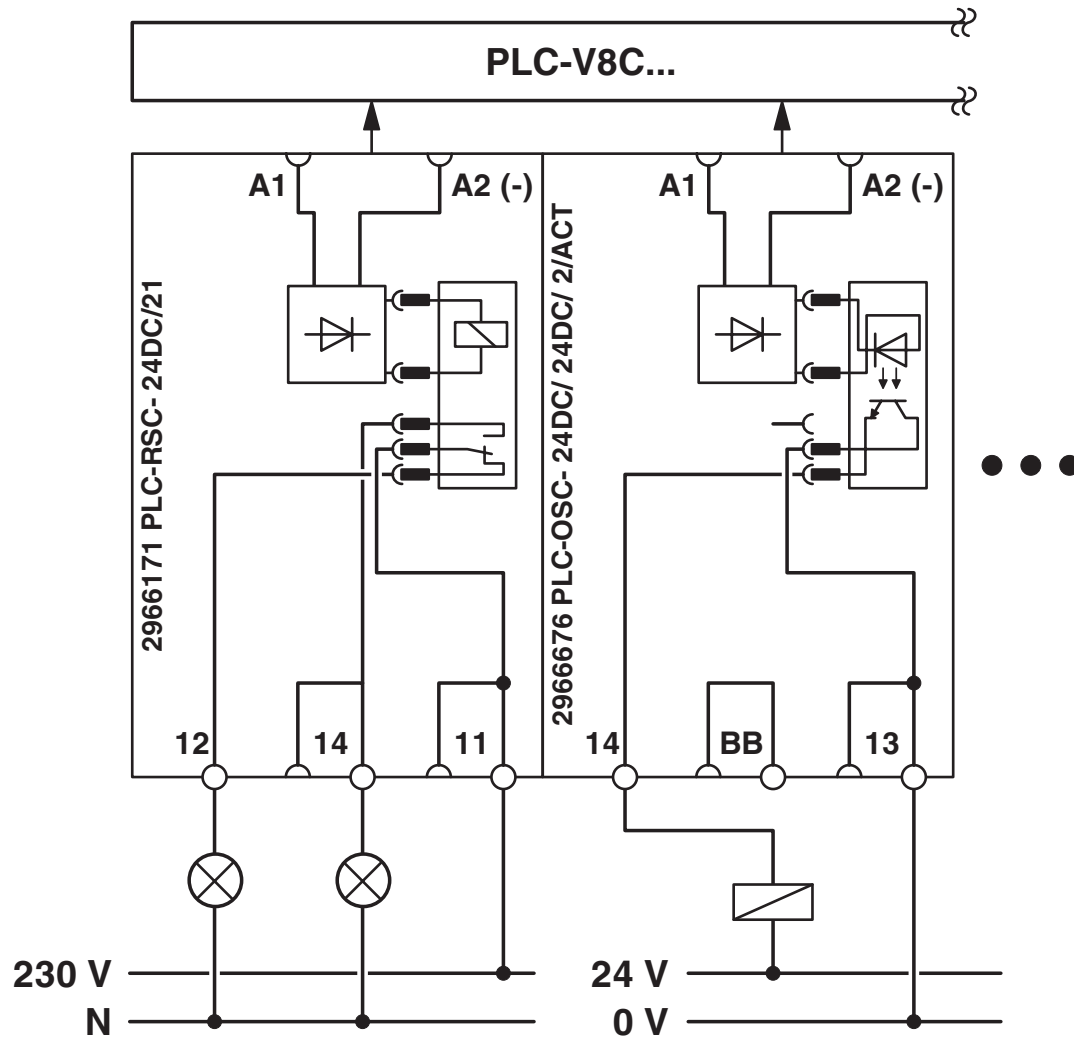 PLC-V8C...
A1
A2 (-)
A1
A2 (-)
2966171 PLC-RSC- 24DC/21
2966676 PLC-OSC- 24DC/ 24DC/ 2/ACT
12
14
11
14
BB
13
230 V
24 V
N
0 V